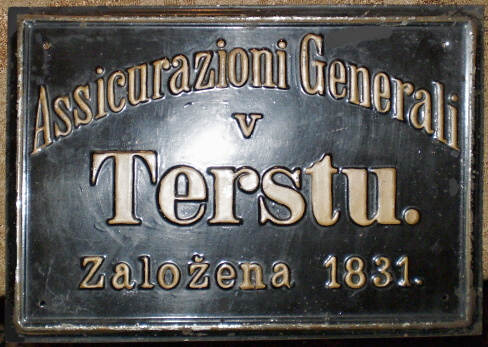 Assicurazioni Generali
v
Terstu.
Založena 1831.